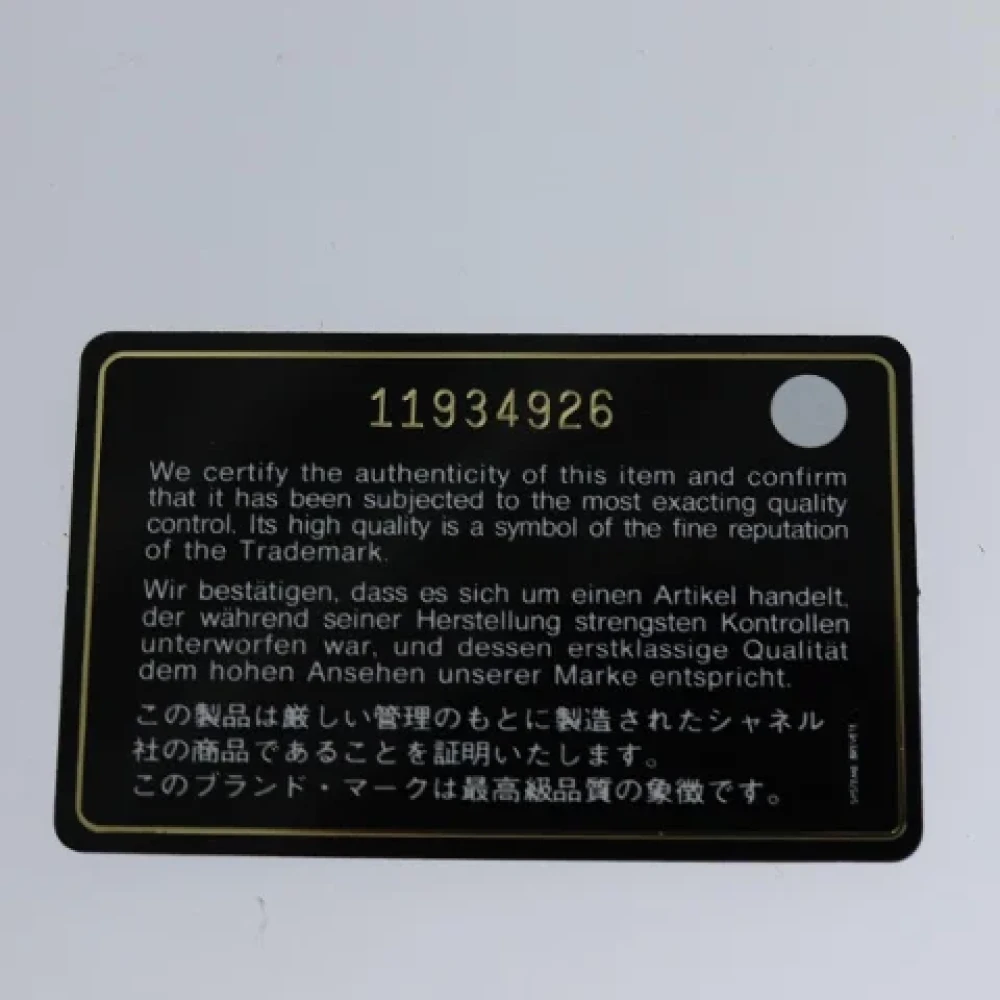 11934926
We certify the authenticity of this item and confirm
that it has been subjected to the most exacting quality
control. Its high quality is a symbol of the fine reputation
of the Trademark.
Wir bestätigen, dass es sich um einen Artikel handelt,
der während seiner Herstellung strengsten Kontrollen
unterworfen war, und dessen erstklassige Qualität
dem hohen Ansehen unserer Marke entspricht.
この製品は厳しい管理のもとに製造されたシャネル
社の商品であることを証明いたします。
このブランド・マークは最高級品質の象徴です。